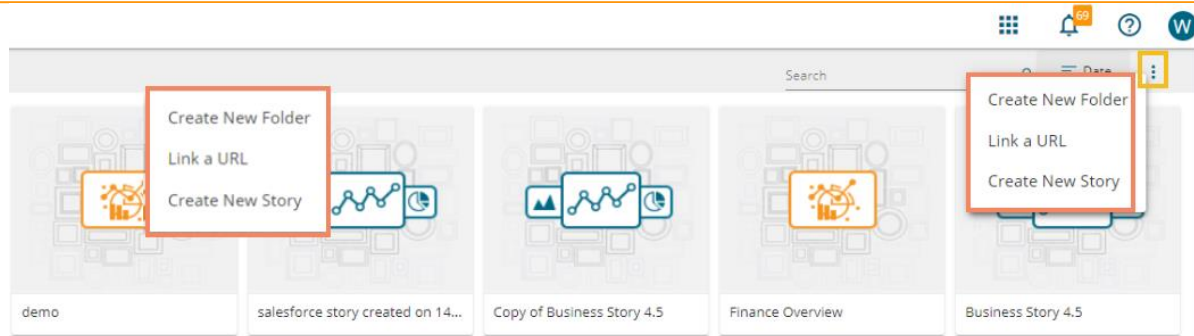 69
W
Search
Date
Create New Folder
Link a URL
Create New Story
Create New Folder
Link a URL
Create New Story
demo
salesforce story created on 14...
Copy of Business Story 4.5
Finance Overview
Business Story 4.5